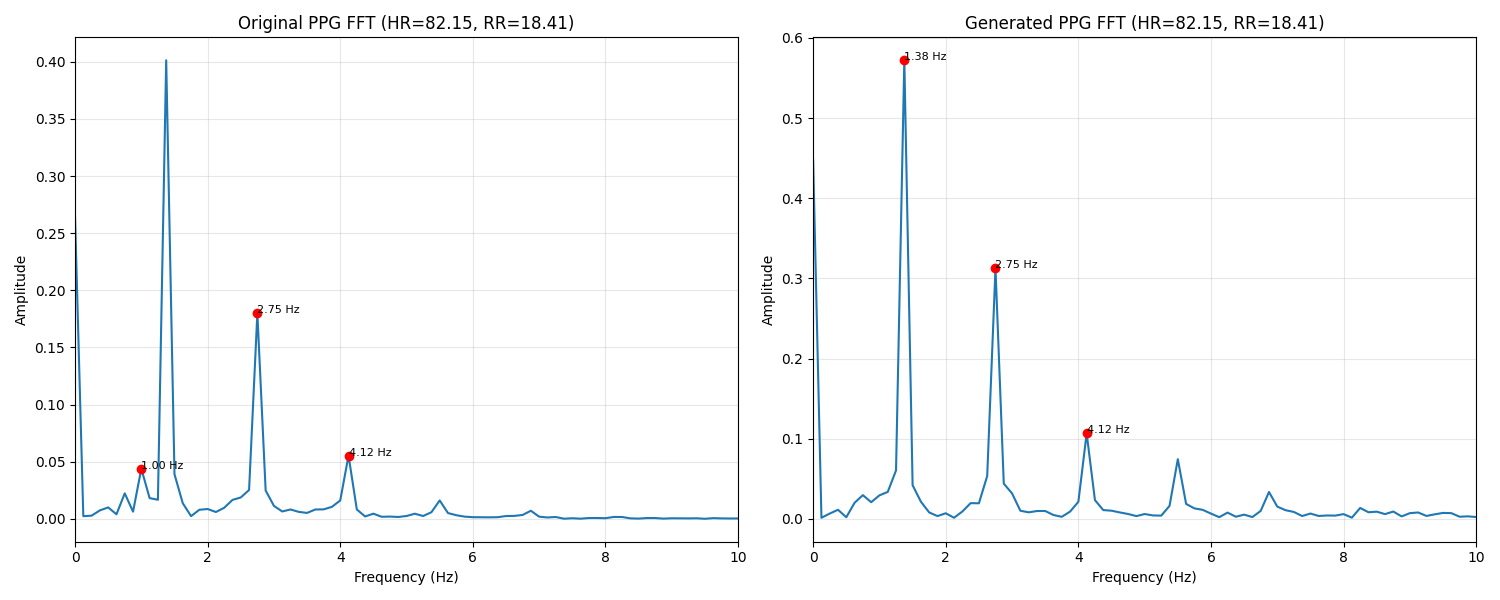 Original PPG FFT (HR=82.15, RR=18.41)
Amplitude
0.40
0.35
0.30
0.25
0.20
0.15
0.10
0.05
0.00
1.00 Hz
2.75 Hz
4.12 Hz
0 2 4 6 8 10
Frequency (Hz)
Generated PPG FFT (HR=82.15, RR=18.41)
Amplitude
0.6
0.5
0.4
0.3
0.2
0.1
0.0
1.38 Hz
2.75 Hz
4.12 Hz
0 2 4 6 8 10
Frequency (Hz)